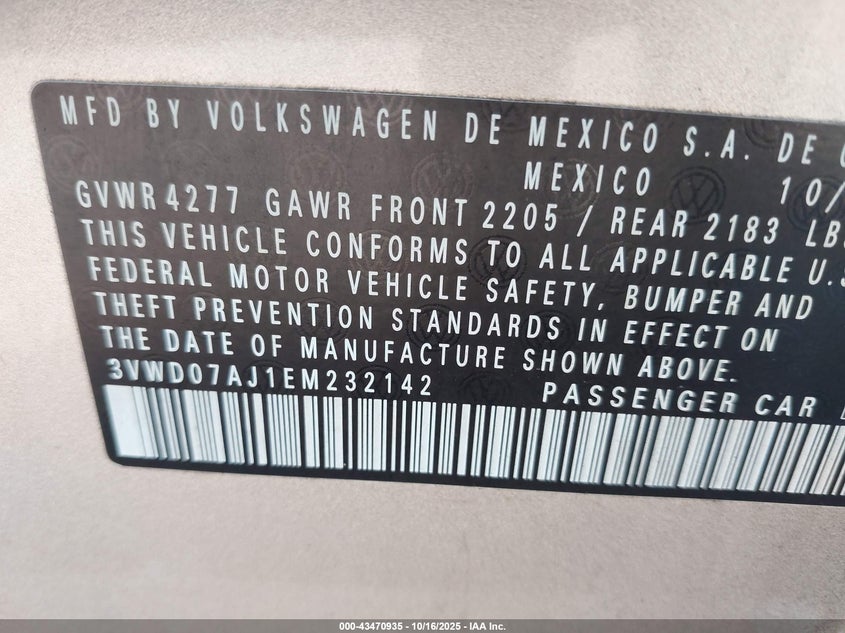 MFD BY VOLKSWAGEN DE MEXICO S.A. DE
MEXICO 10/
GVWR 4277 GAWR FRONT 2205 / REAR 2183 LB
THIS VEHICLE CONFORMS TO ALL APPLICABLE U.S
FEDERAL MOTOR VEHICLE SAFETY, BUMPER AND
THEFT PREVENTION STANDARDS IN EFFECT ON
THE DATE OF MANUFACTURE SHOWN ABOVE.
3VWD07AJ1EM232142 PASSENGER CAR
000-43470935 - 10/16/2025 - IAA Inc.